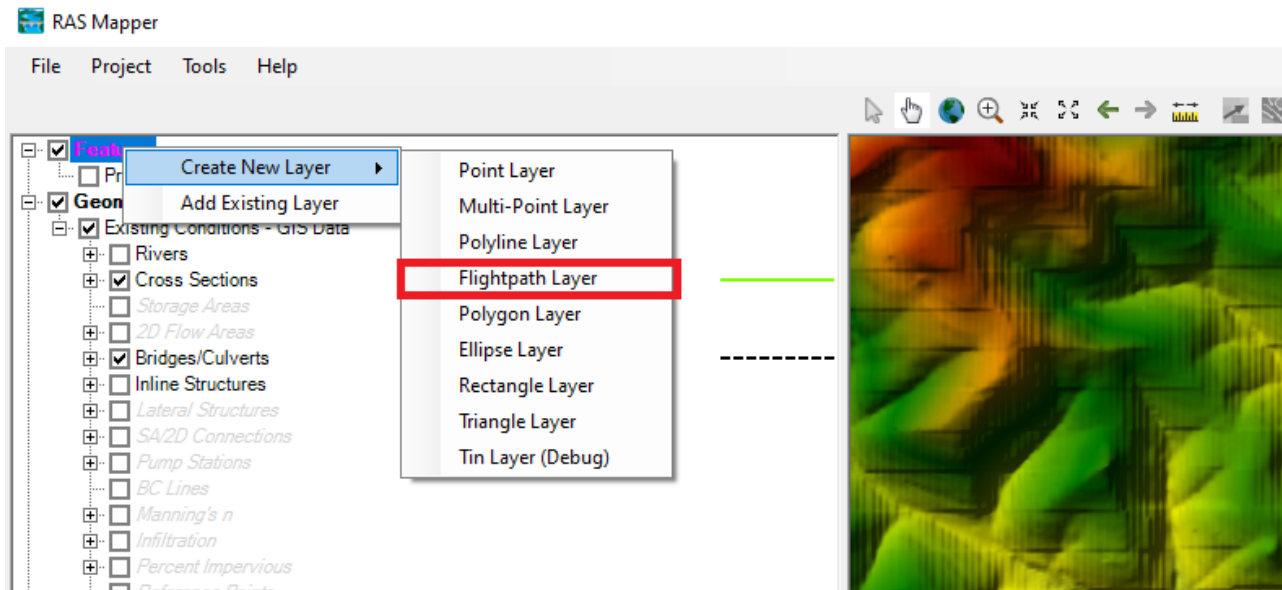 RAS Mapper
File Project Tools Help
Create New Layer
Add Existing Layer
Point Layer
Multi-Point Layer
Polyline Layer
Flightpath Layer
Polygon Layer
Ellipse Layer
Rectangle Layer
Triangle Layer
Tin Layer (Debug)
Existing Conditions - GIS Data
Rivers
Cross Sections
Storage Areas
2D Flow Areas
Bridges/Culverts
Inline Structures
Lateral Structures
SA/2D Connections
Pump Stations
BC Lines
Manning's n
Infiltration
Percent Impervious